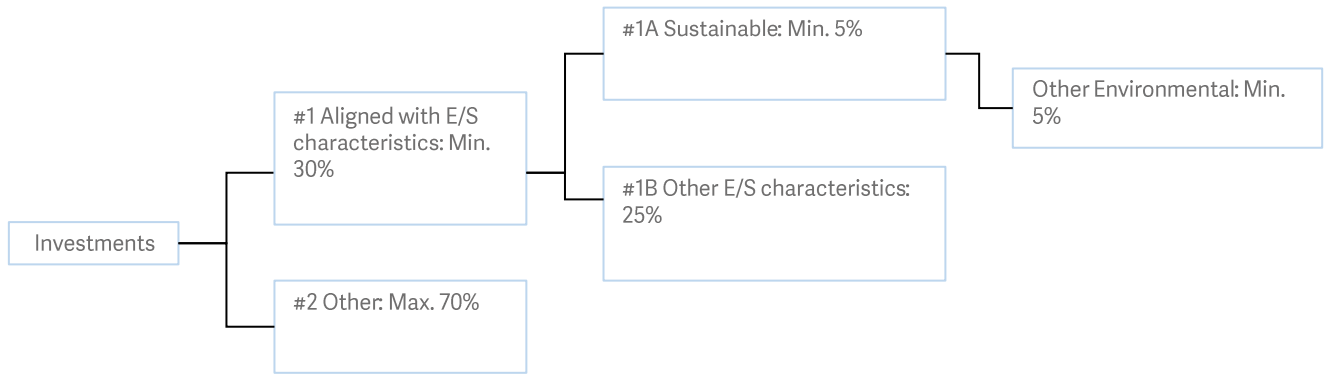 #1A Sustainable: Min. 5%
Other Environmental: Min.
5%
#1 Aligned with E/S
characteristics: Min.
30%
#1B Other E/S characteristics:
25%
Investments
#2 Other: Max. 70%